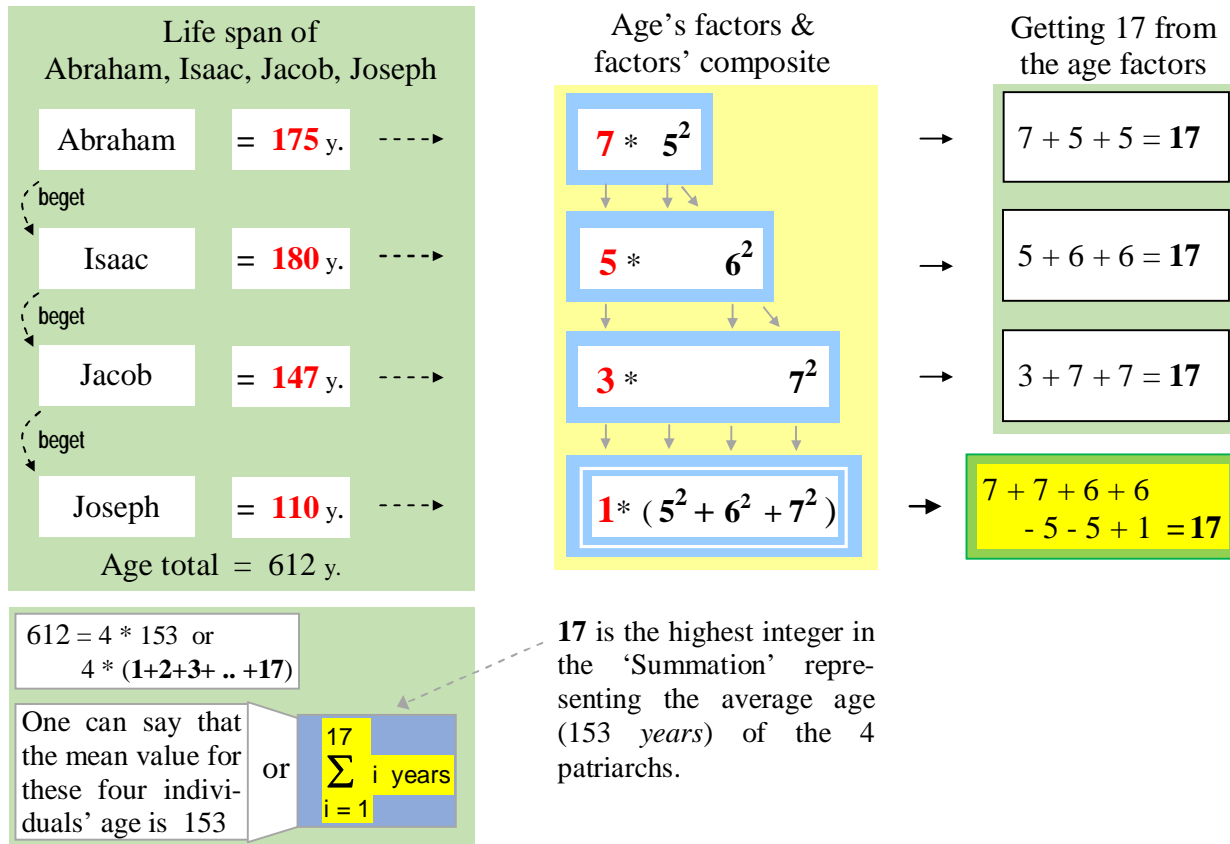 Life span of
Abraham, Isaac, Jacob, Joseph
Abraham = 175 y.
beget
Isaac = 180 y.
beget
Jacob = 147 y.
beget
Joseph = 110 y.
Age total = 612 y.
Age's factors &
factors' composite
7 * 5²
5 * 6²
3 * 7²
1* ( 5² + 6² + 7² )
Getting 17 from
the age factors
7 + 5 + 5 = 17
5 + 6 + 6 = 17
3 + 7 + 7 = 17
7 + 7 + 6 + 6
- 5 - 5 + 1 = 17
612 = 4 * 153 or
4 * (1+2+3+ .. +17)
One can say that
the mean value for
these four indivi-
duals' age is 153
or
17
Σ i years
i = 1
17 is the highest integer in
the 'Summation' repre-
senting the average age
(153 years) of the 4
patriarchs.